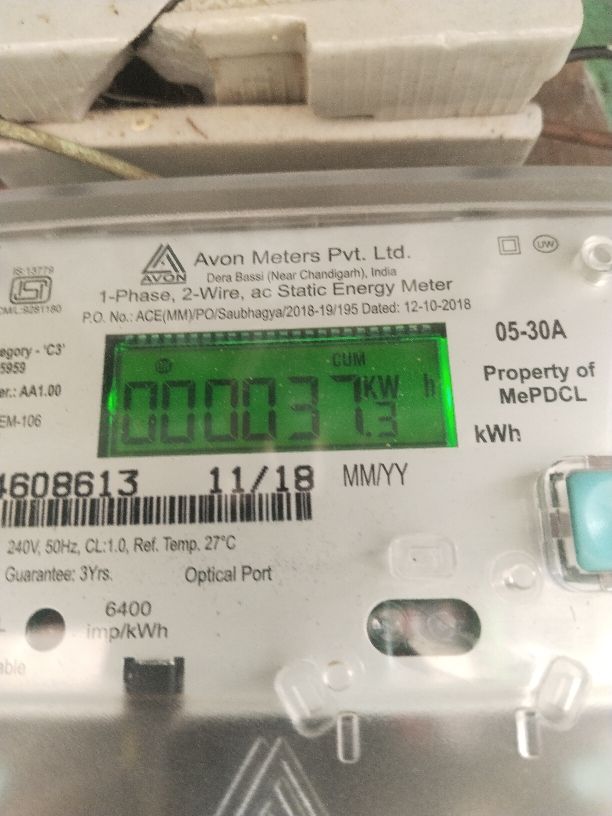 Avon Meters Pvt. Ltd.
AVON
Dera Bassi (Near Chandigarh), India
1-Phase, 2-Wire, ac Static Energy Meter
P.O. No.: ACE(MM)/PO/Saubhagya/2018-19/195 Dated: 12-10-2018
UW
IS:13779
CM/L:9281180
egory - 'C3'
5959
er.: AA1.00
EM-106
CUM
000037.3 KW h
05-30A
Property of
MePDCL
kWh
4608613 11/18 MM/YY
240V, 50Hz, CL:1.0, Ref. Temp. 27°C
Guarantee: 3Yrs. Optical Port
6400
imp/kWh
able